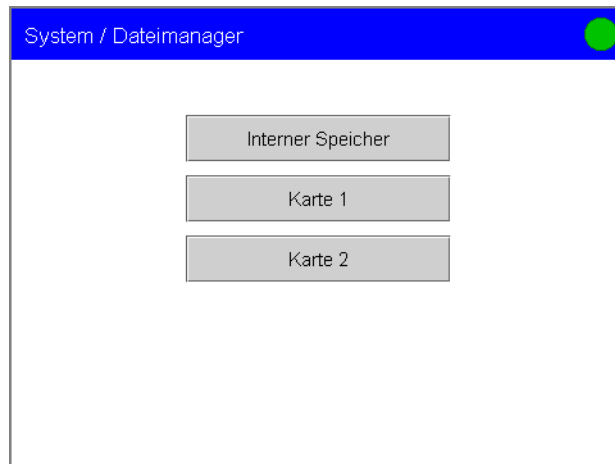 System / Dateimanager
Interner Speicher
Karte 1
Karte 2